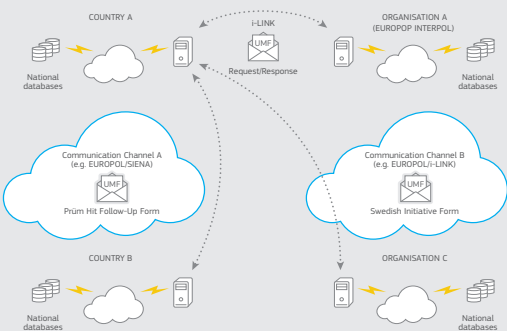 COUNTRY A
i-LINK
ORGANISATION A
(EUROPOP INTERPOL)
UMF
Request/Response
National
databases
National
databases
Communication Channel A
(e.g. EUROPOL/SIENA)
UMF
Prüm Hit Follow-Up Form
Communication Channel B
(e.g. EUROPOL/i-LINK)
UMF
Swedish Initiative Form
COUNTRY B
ORGANISATION C
National
databases
National
databases